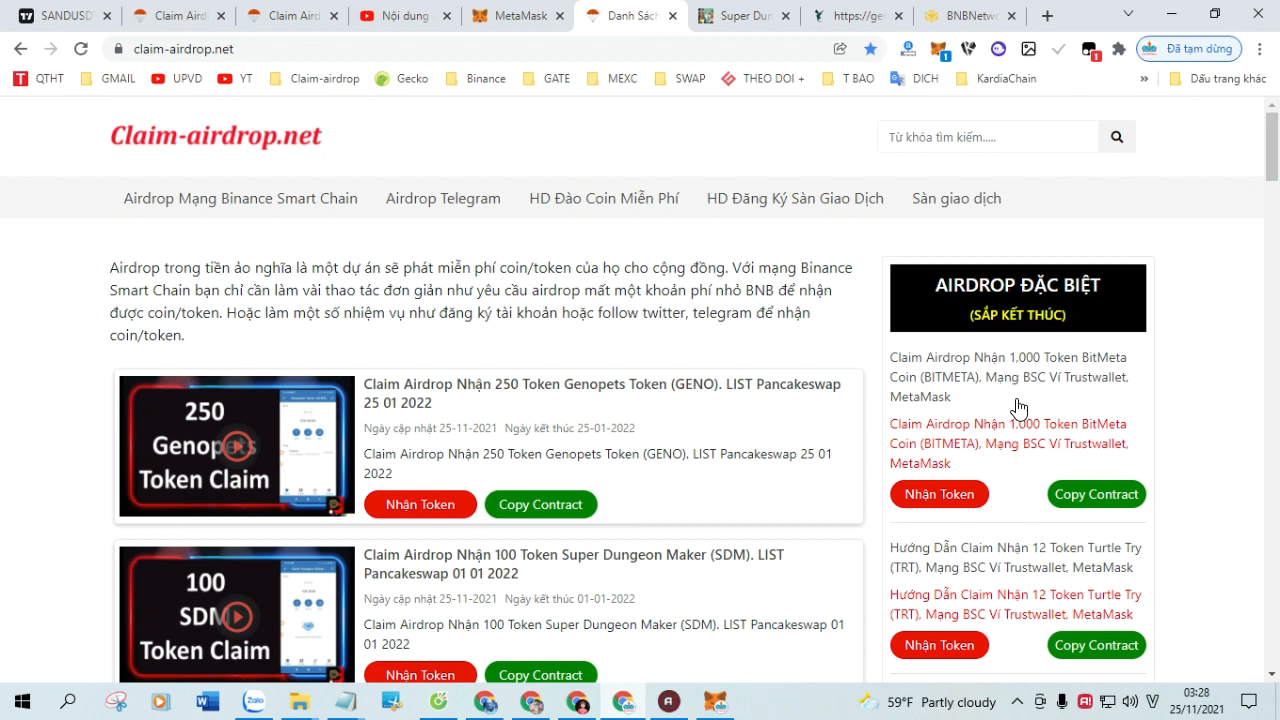 SANDUSDT
Claim Aird
Claim Aird
Nội dung
MetaMask
Danh Sách
Super Dun
https://ge
BNBNetwo
claim-airdrop.net
Đã tạm dừng
QTHT
GMAIL
UPVD
YT
Claim-airdrop
Gecko
Binance
GATE
MEXC
SWAP
THEO DOI +
T BAO
DICH
KardiaChain
»
Dấu trang khác
Claim-airdrop.net
Từ khóa tìm kiếm.....
Airdrop Mạng Binance Smart Chain
Airdrop Telegram
HD Đào Coin Miễn Phí
HD Đăng Ký Sàn Giao Dịch
Sàn giao dịch
Airdrop trong tiền ảo nghĩa là một dự án sẽ phát miễn phí coin/token của họ cho cộng đồng. Với mạng Binance
Smart Chain bạn chỉ cần làm vài thao tác đơn giản như yêu cầu airdrop mất một khoản phí nhỏ BNB để nhận
được coin/token. Hoặc làm một số nhiệm vụ như đăng ký tài khoản hoặc follow twitter, telegram để nhận
coin/token.
250
Genopets
Token Claim
Claim Airdrop Nhận 250 Token Genopets Token (GENO). LIST Pancakeswap
25 01 2022
Ngày cập nhật 25-11-2021 Ngày kết thúc 25-01-2022
Claim Airdrop Nhận 250 Token Genopets Token (GENO). LIST Pancakeswap 25 01
2022
Nhận Token
Copy Contract
100
SDM
Token Claim
Claim Airdrop Nhận 100 Token Super Dungeon Maker (SDM). LIST
Pancakeswap 01 01 2022
Ngày cập nhật 25-11-2021 Ngày kết thúc 01-01-2022
Claim Airdrop Nhận 100 Token Super Dungeon Maker (SDM). LIST Pancakeswap 01
01 2022
Nhận Token
Copy Contract
AIRDROP ĐẶC BIỆT
(SẮP KẾT THÚC)
Claim Airdrop Nhận 1,000 Token BitMeta
Coin (BITMETA), Mạng BSC Ví Trustwallet,
MetaMask
Claim Airdrop Nhận 1,000 Token BitMeta
Coin (BITMETA), Mạng BSC Ví Trustwallet,
MetaMask
Nhận Token
Copy Contract
Hướng Dẫn Claim Nhận 12 Token Turtle Try
(TRT), Mạng BSC Ví Trustwallet, MetaMask
Hướng Dẫn Claim Nhận 12 Token Turtle Try
(TRT), Mạng BSC Ví Trustwallet, MetaMask
Nhận Token
Copy Contract
59°F Partly cloudy
03:28
25/11/2021